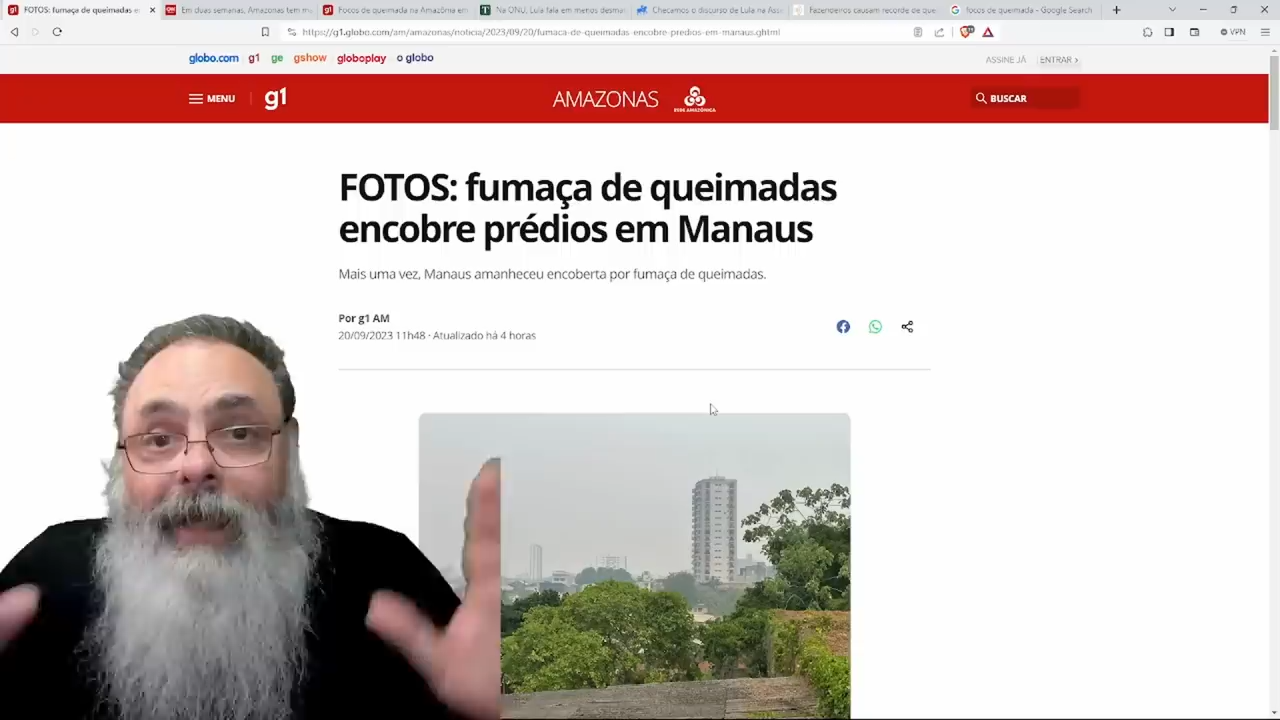 FOTOS: fumaça de queimadas e
Em duas semanas, Amazonas tem m
Focos de queimada na Amazônia em
Na ONU, Lula fala em menos desma
Checamos o discurso de Lula na Ass
Fazendeiros causam recorde de que
focos de queimada - Google Search
https://g1.globo.com/am/amazonas/noticia/2023/09/20/fumaca-de-queimadas-encobre-predios-em-manaus.ghtml
VPN
globo.com g1 ge gshow globoplay o globo
ASSINE JÁ ENTRAR ›
MENU g1 AMAZONAS REDE AMAZÔNICA BUSCAR
FOTOS: fumaça de queimadas
encobre prédios em Manaus
Mais uma vez, Manaus amanheceu encoberta por fumaça de queimadas.
Por g1 AM
20/09/2023 11h48 · Atualizado há 4 horas